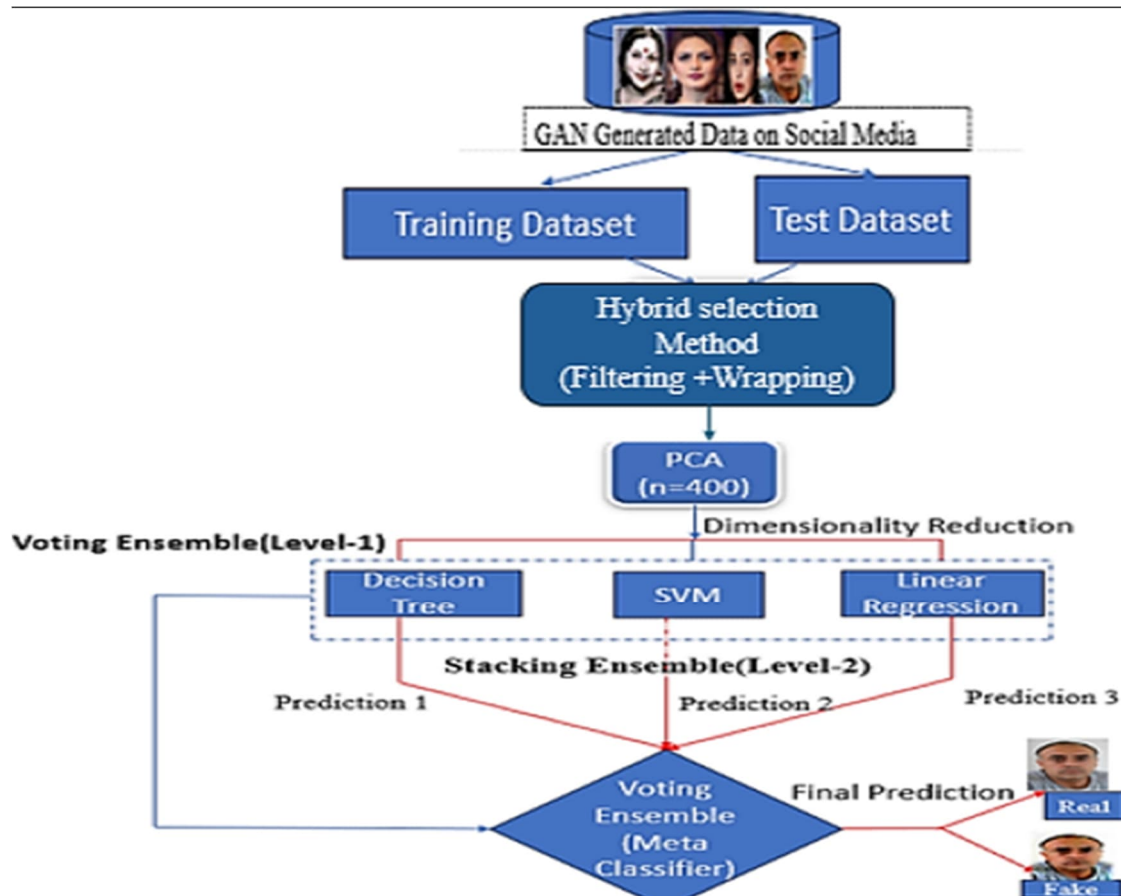 GAN Generated Data on Social Media
Training Dataset
Test Dataset
Hybrid selection
Method
(Filtering +Wrapping)
PCA
(n=400)
Dimensionality Reduction
Voting Ensemble(Level-1)
Decision
Tree
SVM
Linear
Regression
Stacking Ensemble(Level-2)
Prediction 1
Prediction 2
Prediction 3
Voting
Ensemble
(Meta
Classifier)
Final Prediction
Real
Fake